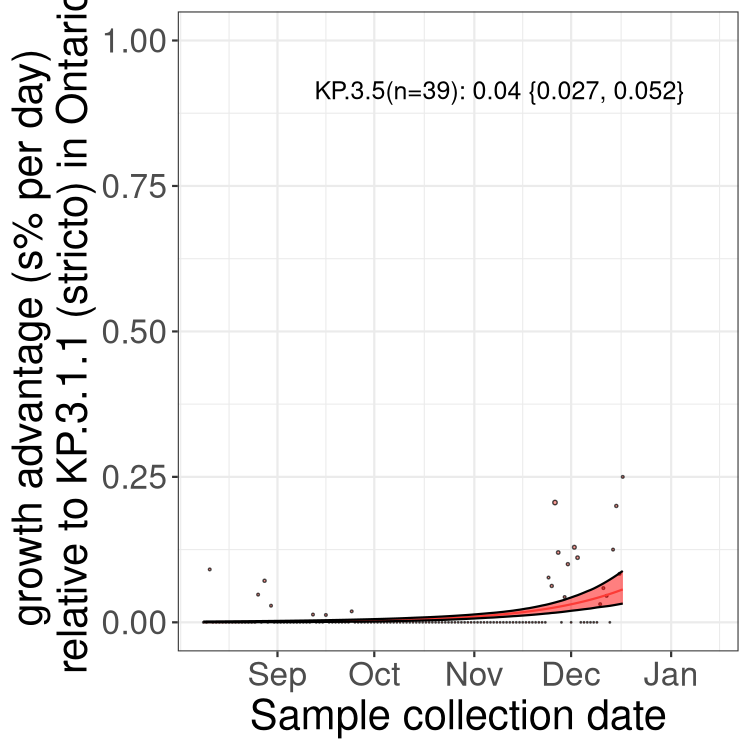 growth advantage (s% per day)
relative to KP.3.1.1 (stricto) in Ontario
1.00
0.75
0.50
0.25
0.00
KP.3.5(n=39): 0.04 {0.027, 0.052}
Sep Oct Nov Dec Jan
Sample collection date